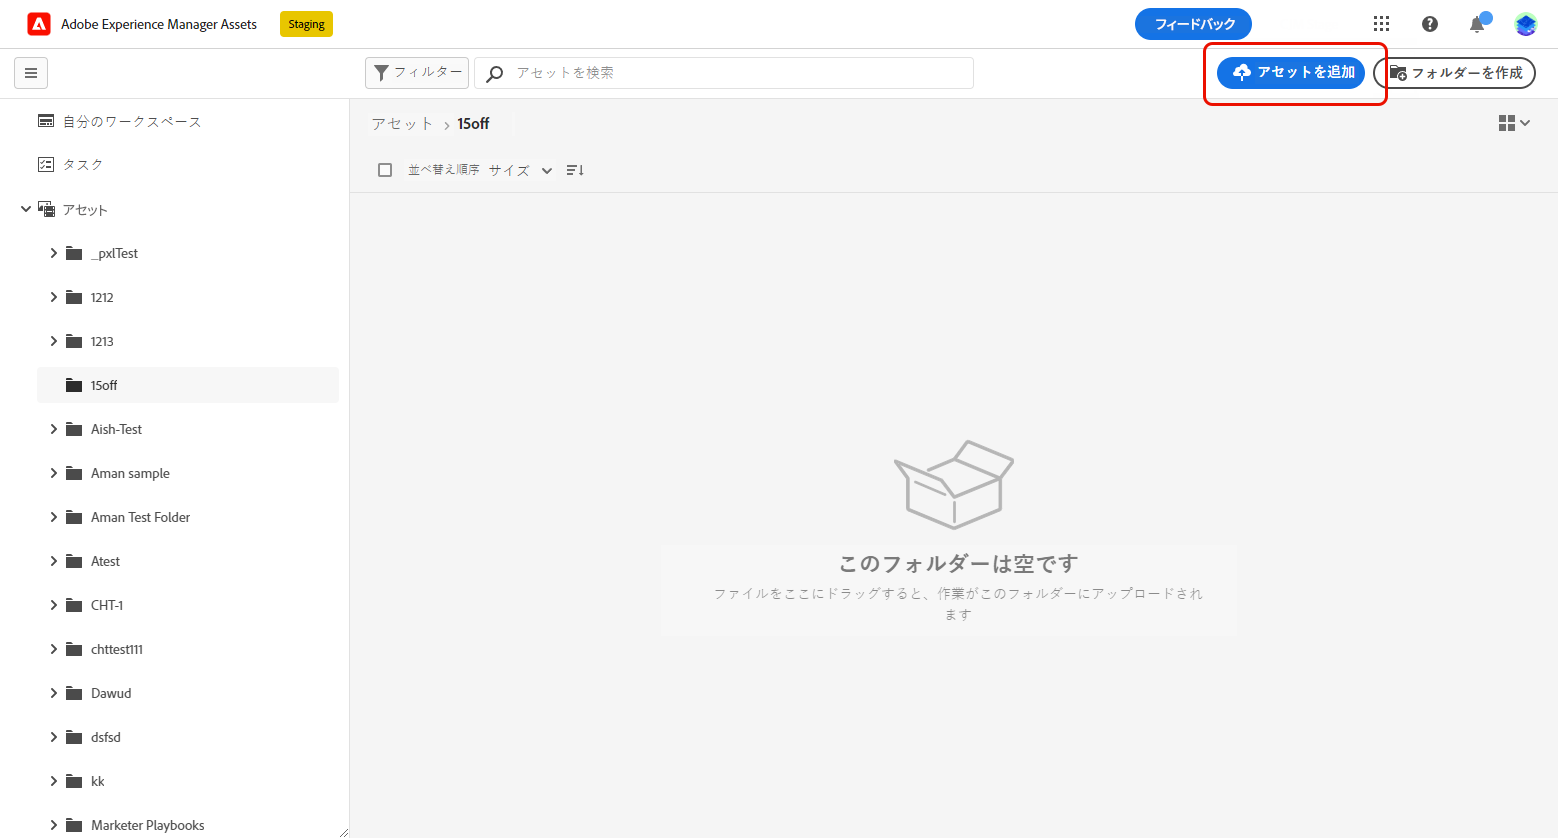 Adobe Experience Manager Assets
Staging
フィードバック
フィルター
アセットを検索
アセットを追加
フォルダーを作成
自分のワークスペース
タスク
アセット
_pxlTest
1212
1213
15off
Aish-Test
Aman sample
Aman Test Folder
Atest
CHT-1
chttest111
Dawud
dsfsd
kk
Marketer Playbooks
アセット > 15off
並べ替え順序 サイズ
このフォルダーは空です
ファイルをここにドラッグすると、作業がこのフォルダーにアップロードされ
ます